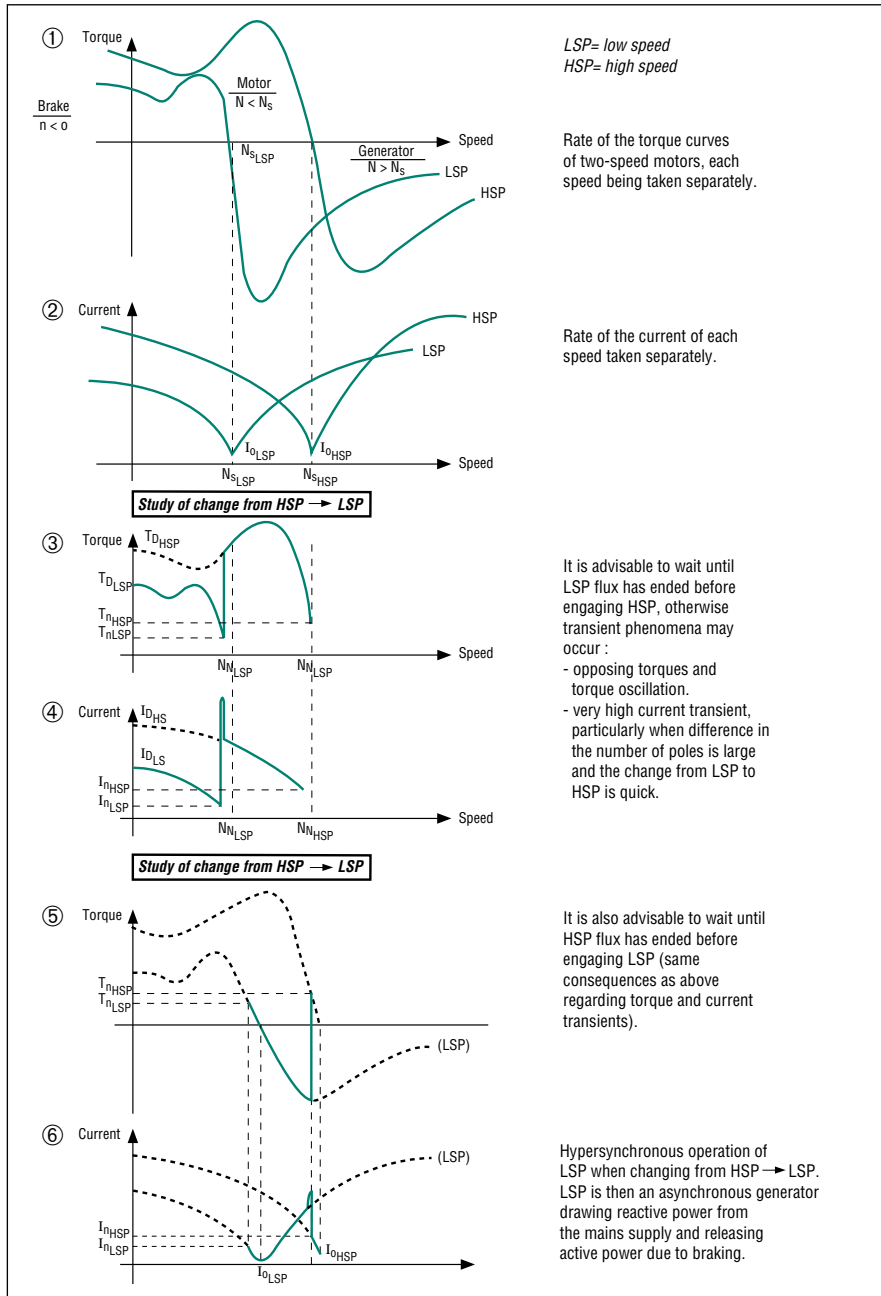 ① Torque
LSP= low speed
HSP= high speed
Motor
N < Ns
Brake
n < o
Speed
NsLSP
Generator
N > Ns
LSP
HSP
Rate of the torque curves
of two-speed motors, each
speed being taken separately.
② Current
HSP
LSP
Rate of the current of each
speed taken separately.
IoLSP
IoHSP
Speed
NsLSP
NsHSP
Study of change from HSP → LSP
③ Torque
TDHSP
TDLSP
TnHSP
TnLSP
NNLSP
NNLSP
Speed
It is advisable to wait until
LSP flux has ended before
engaging HSP, otherwise
transient phenomena may
occur :
- opposing torques and
torque oscillation.
- very high current transient,
particularly when difference in
the number of poles is large
and the change from LSP to
HSP is quick.
④ Current
IDHS
IDLS
InHSP
InLSP
Speed
NNLSP
NNHSP
Study of change from HSP → LSP
⑤ Torque
TnHSP
TnLSP
(LSP)
It is also advisable to wait until
HSP flux has ended before
engaging LSP (same
consequences as above
regarding torque and current
transients).
⑥ Current
(LSP)
InHSP
InLSP
IoHSP
IoLSP
Hypersynchronous operation of
LSP when changing from HSP → LSP.
LSP is then an asynchronous generator
drawing reactive power from
the mains supply and releasing
active power due to braking.